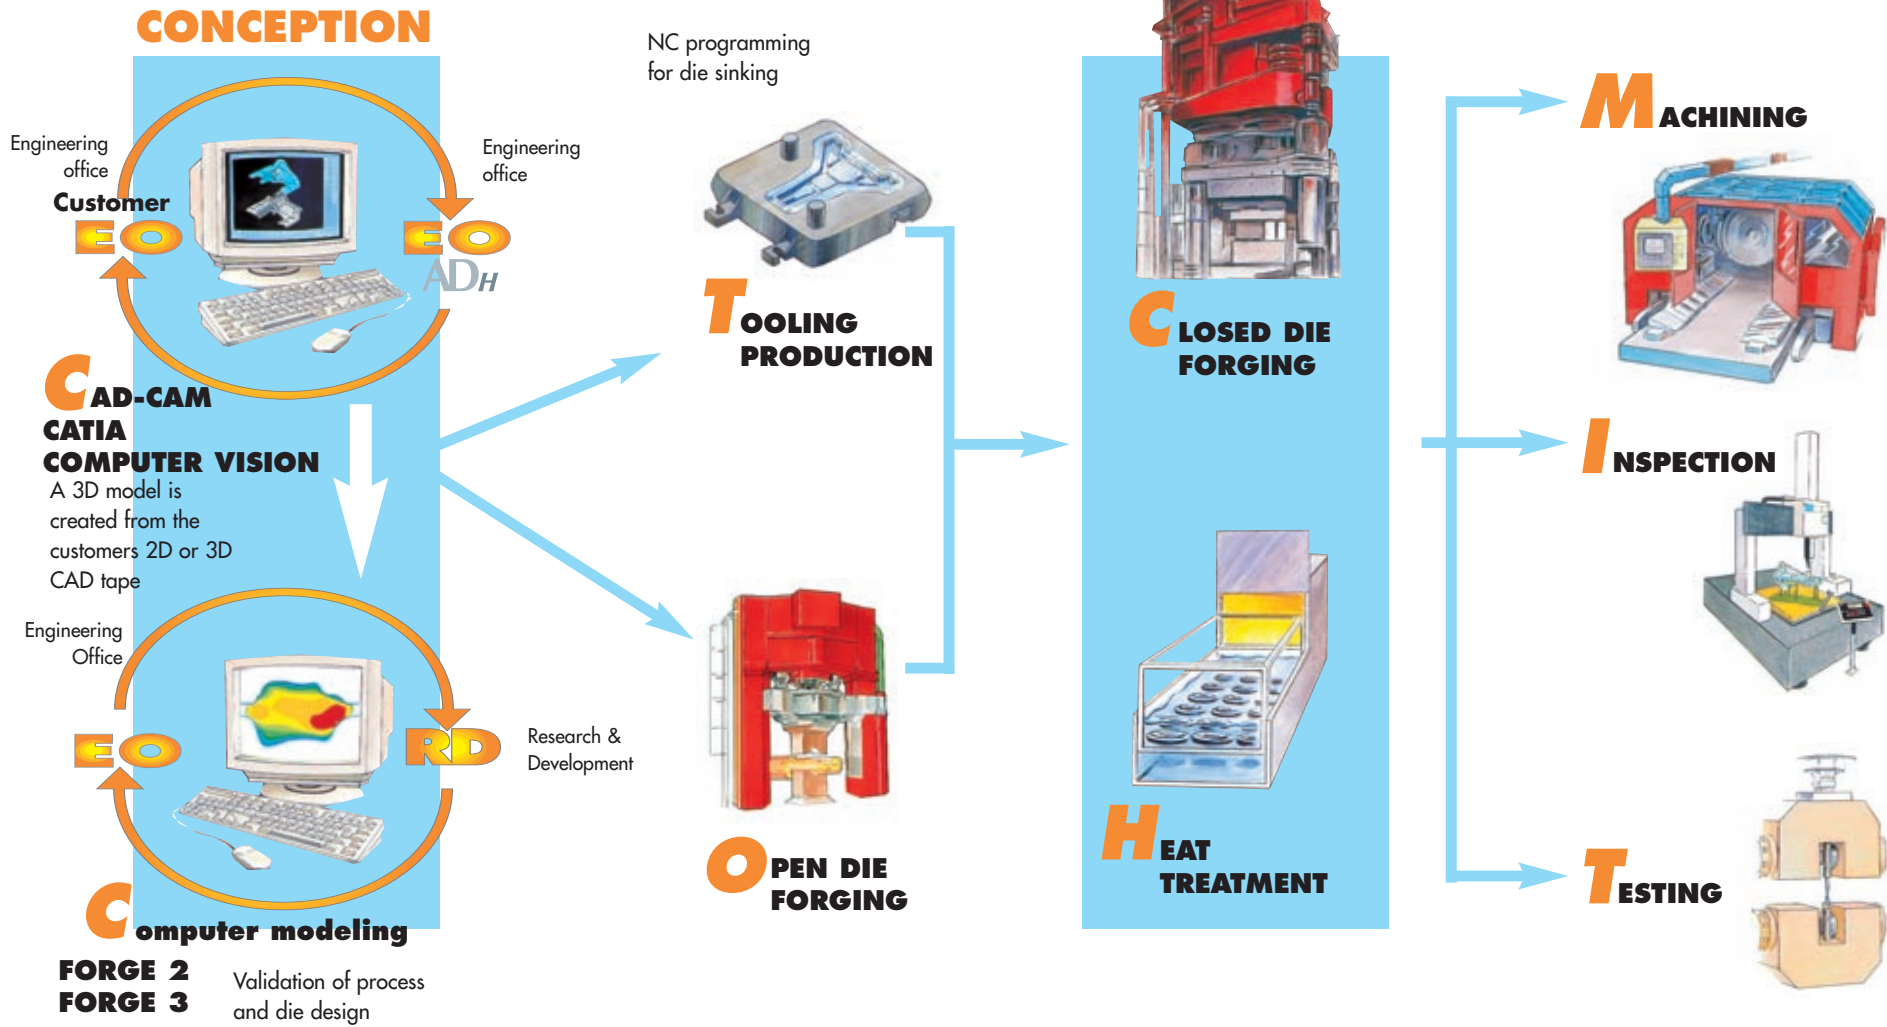 CONCEPTION
Engineering
office
Customer
EO
Engineering
office
EO
ADH
CAD-CAM
CATIA
COMPUTER VISION
A 3D model is
created from the
customers 2D or 3D
CAD tape
Engineering
Office
EO
RD
Research &
Development
Computer modeling
FORGE 2
FORGE 3
Validation of process
and die design
NC programming
for die sinking
TOOLING
PRODUCTION
OPEN DIE
FORGING
CLOSED DIE
FORGING
HEAT
TREATMENT
MACHINING
INSPECTION
TESTING